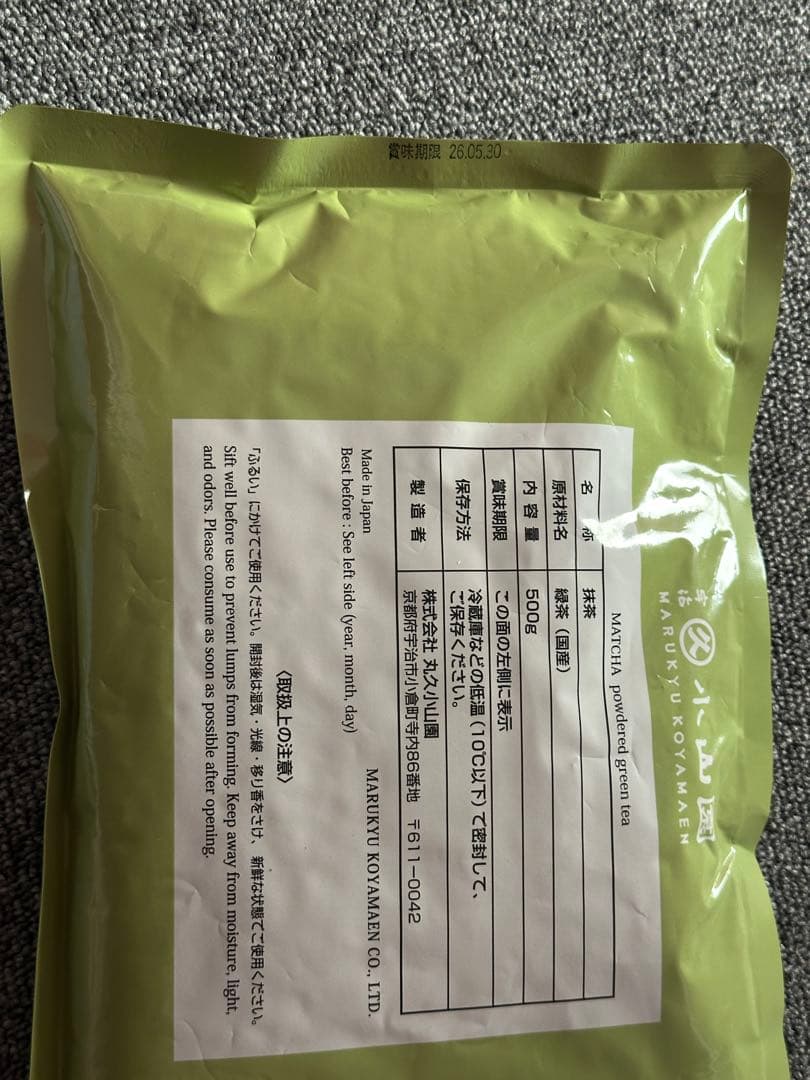 賞味期限 26.05.30
宇治
小山園
MARUKYU KOYAMAEN
MATCHA powdered green tea
名 称 抹茶
原材料名 緑茶（国産）
内 容 量 500g
賞味期限 この面の左側に表示
保存方法 冷蔵庫などの低温（10℃以下）で密封して、
ご保存ください。
製 造 者 株式会社 丸久小山園
京都府宇治市小倉町寺内86番地 〒611-0042
MARUKYU KOYAMAEN CO., LTD.
Made in Japan
Best before : See left side (year, month, day)
〈取扱上の注意〉
「ふるい」にかけてご使用ください。開封後は湿気・光線・移り香をさけ、新鮮な状態でご使用ください。
Sift well before use to prevent lumps from forming. Keep away from moisture, light,
and odors. Please consume as soon as possible after opening.